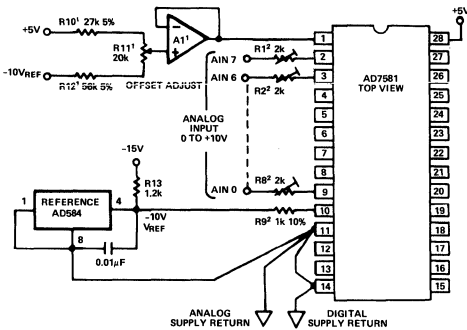 +5V
R10¹ 27k 5%
R11¹
20k
A1¹
-10VREF
R12¹ 56k 5%
OFFSET ADJUST
+5V
AD7581
TOP VIEW
AIN 7
R1² 2k
AIN 6
R2² 2k
ANALOG
INPUT
0 TO +10V
AIN 0
R8² 2k
R9² 1k 10%
-15V
R13
1.2k
REFERENCE
AD584
1
4
8
-10V
VREF
0.01µF
1
2
3
4
5
6
7
8
9
10
11
12
13
14
28
27
26
25
24
23
22
21
20
19
18
17
16
15
ANALOG
SUPPLY RETURN
DIGITAL
SUPPLY RETURN